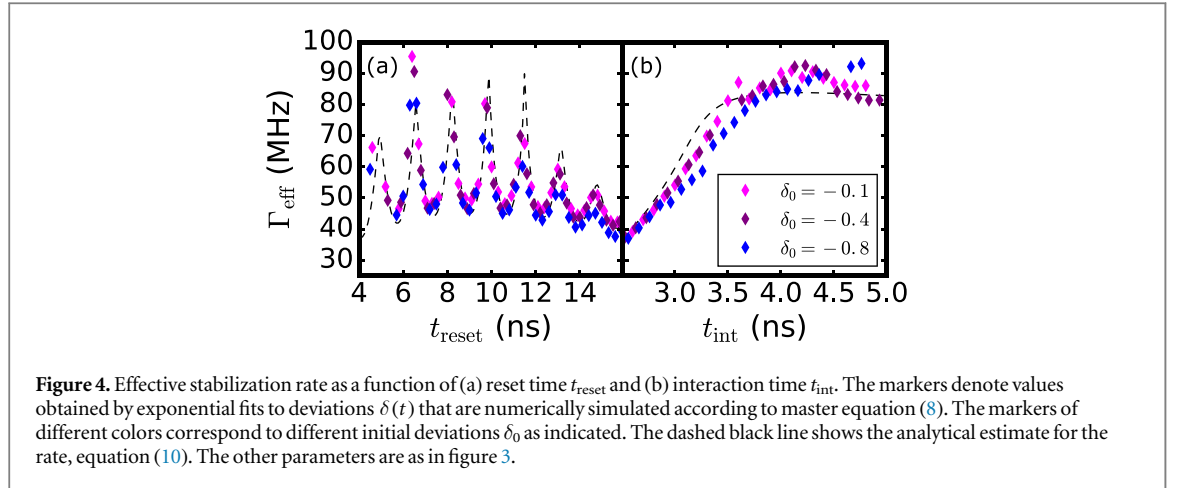 100
90
80
70
60
50
40
30
Γeff (MHz)
(a)
(b)
δ0 = −0.1
δ0 = −0.4
δ0 = −0.8
4 6 8 10 12 14
3.0 3.5 4.0 4.5 5.0
treset (ns)
tint (ns)
Figure 4. Effective stabilization rate as a function of (a) reset time treset and (b) interaction time tint. The markers denote values
obtained by exponential fits to deviations δ(t) that are numerically simulated according to master equation (8). The markers of
different colors correspond to different initial deviations δ0 as indicated. The dashed black line shows the analytical estimate for the
rate, equation (10). The other parameters are as in figure 3.